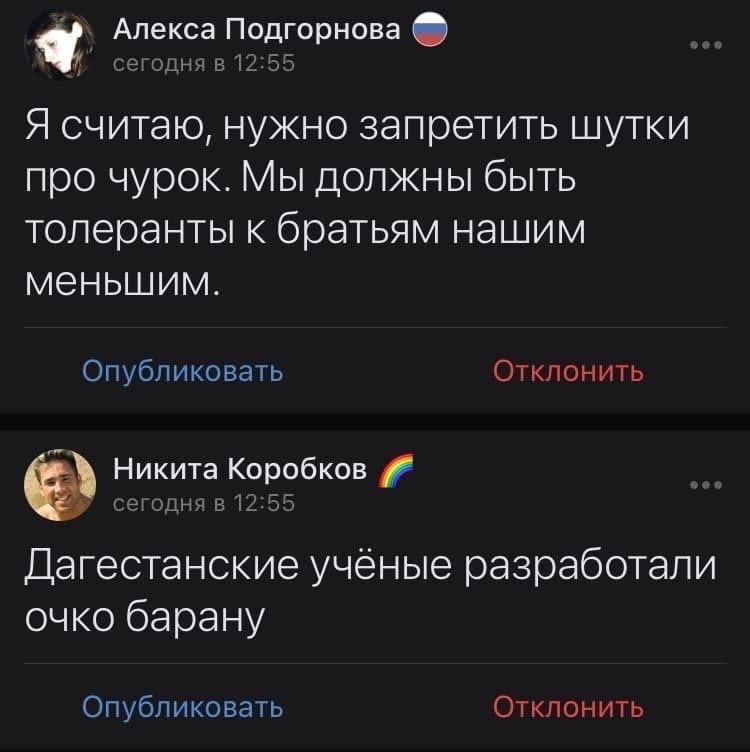 Алекса Подгорнова 🇷🇺
сегодня в 12:55
Я считаю, нужно запретить шутки
про чурок. Мы должны быть
толеранты к братьям нашим
меньшим.
Опубликовать Отклонить
Никита Коробков 🌈
сегодня в 12:55
Дагестанские учёные разработали
очко барану
Опубликовать Отклонить